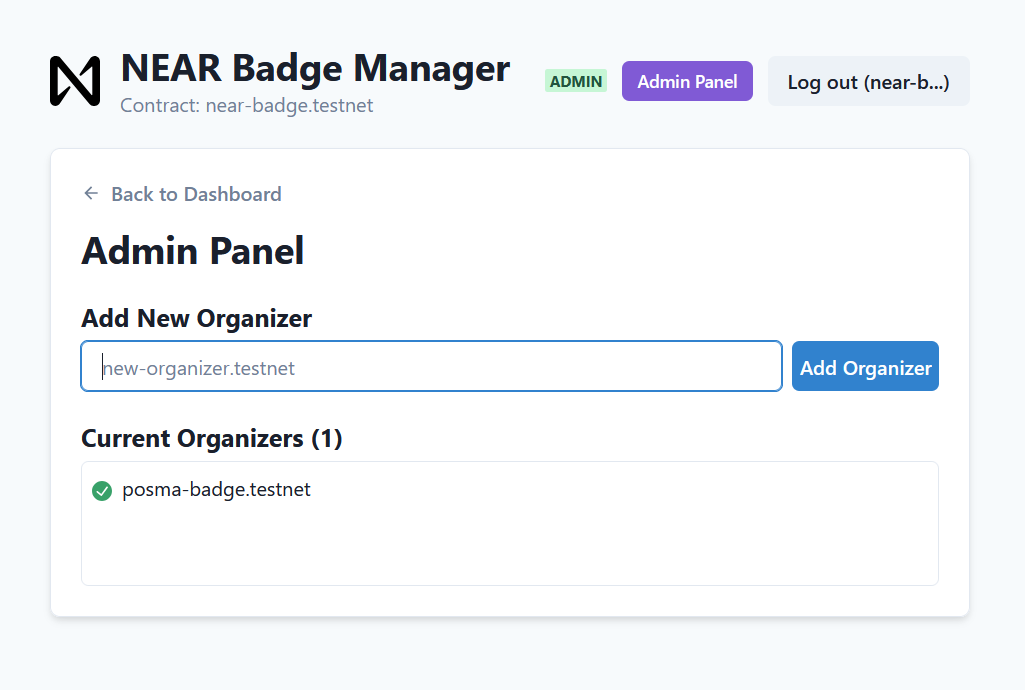 NEAR Badge Manager
Contract: near-badge.testnet
ADMIN
Admin Panel
Log out (near-b...)
Back to Dashboard
Admin Panel
Add New Organizer
new-organizer.testnet
Add Organizer
Current Organizers (1)
posma-badge.testnet